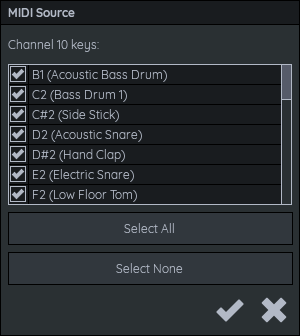 MIDI Source
Channel 10 keys:
B1 (Acoustic Bass Drum)
C2 (Bass Drum 1)
C#2 (Side Stick)
D2 (Acoustic Snare)
D#2 (Hand Clap)
E2 (Electric Snare)
F2 (Low Floor Tom)
Select All
Select None